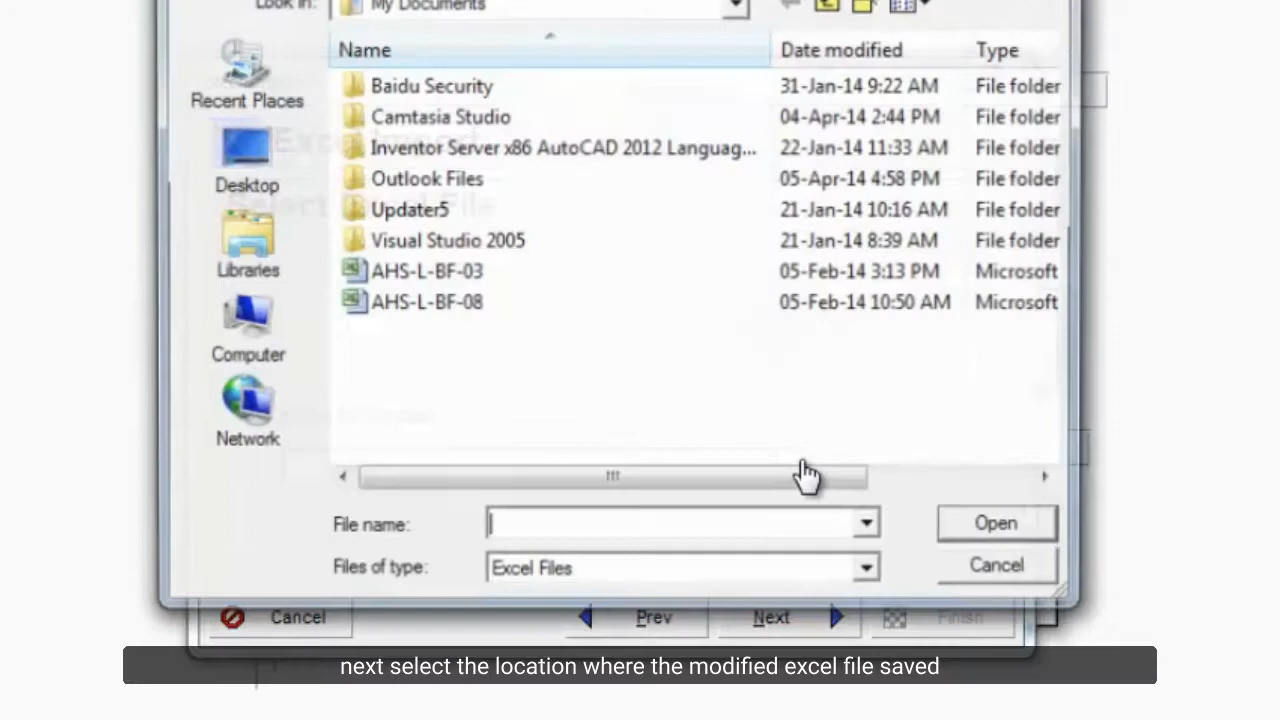 Look in:
My Documents
Name Date modified Type
Recent Places
Desktop
Libraries
Computer
Network
Baidu Security 31-Jan-14 9:22 AM File folder
Camtasia Studio 04-Apr-14 2:44 PM File folder
Inventor Server x86 AutoCAD 2012 Languag... 22-Jan-14 11:33 AM File folder
Outlook Files 05-Apr-14 4:58 PM File folder
Updater5 21-Jan-14 10:16 AM File folder
Visual Studio 2005 21-Jan-14 8:39 AM File folder
AHS-L-BF-03 05-Feb-14 3:13 PM Microsoft
AHS-L-BF-08 05-Feb-14 10:50 AM Microsoft
Excel Import
Select Excel File
File name: Open
Files of type: Excel Files Cancel
Cancel Prev Next Finish
next select the location where the modified excel file saved